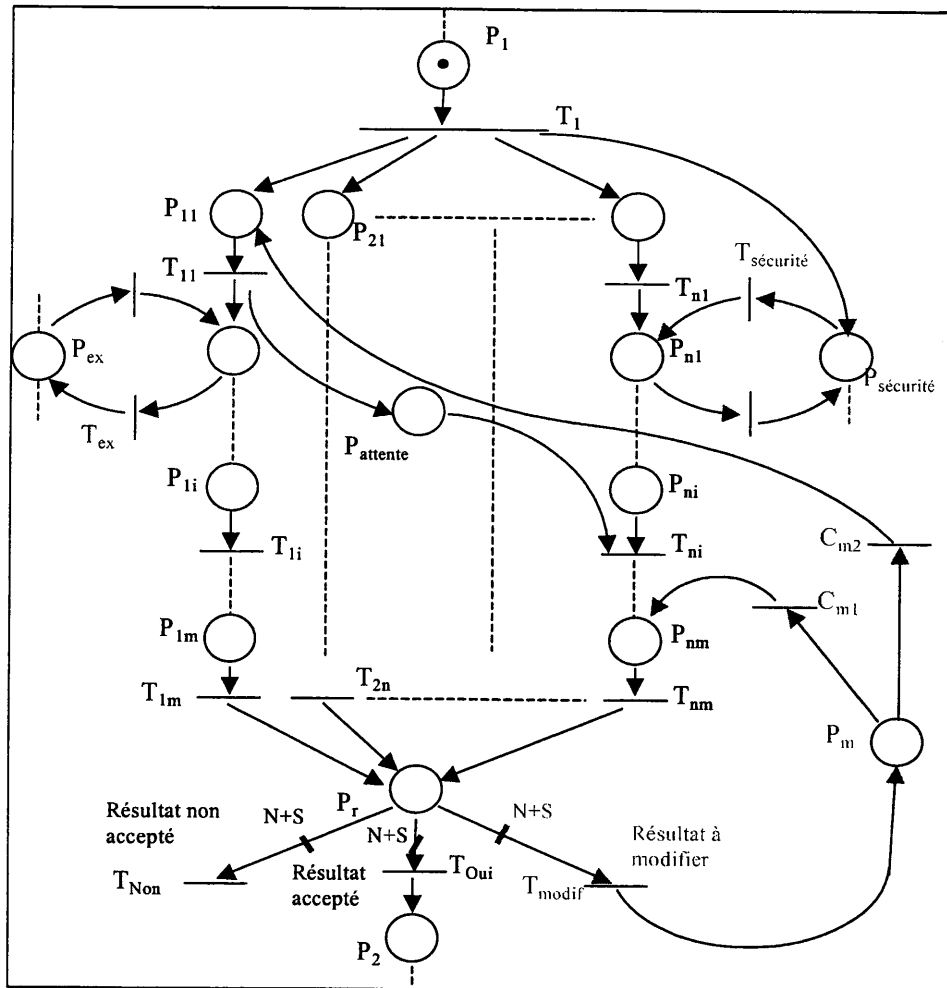 P1
T1
P11
P21
Tsécurité
T11
Tn1
Pex
Pn1
Psécurité
Tex
Pattente
P1i
Pni
T1i
Tni
Cm2
Cm1
P1m
Pnm
T2n
T1m
Tnm
Pm
Pr
Résultat non
accepté
N+S
N+S
N+S
Résultat à
modifier
TNon
Résultat
accepté
TOui
Tmodif
P2